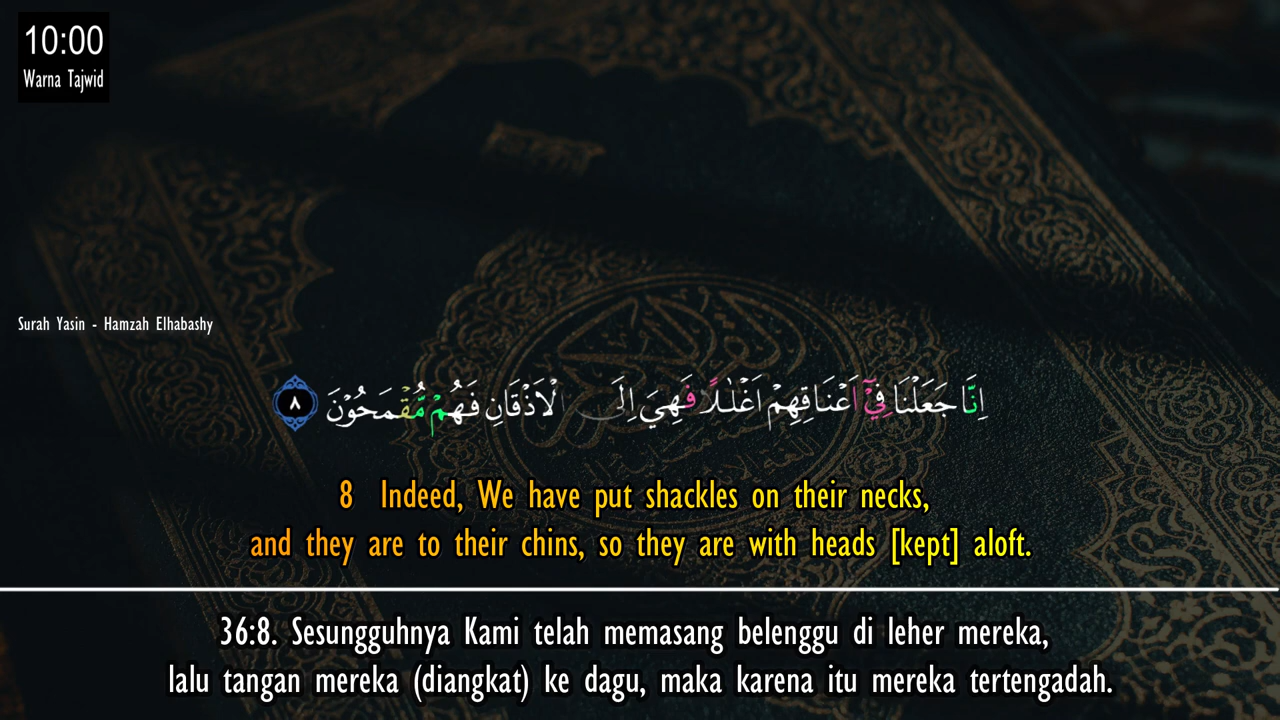 10:00
Warna Tajwid
Surah Yasin - Hamzah Elhabashy
اِنَّا جَعَلْنَا فِيْٓ اَعْنَاقِهِمْ اَغْلٰلًا فَهِيَ اِلَى الْاَذْقَانِ فَهُمْ مُّقْمَحُوْنَ ٨
8 Indeed, We have put shackles on their necks,
and they are to their chins, so they are with heads [kept] aloft.
36:8. Sesungguhnya Kami telah memasang belenggu di leher mereka,
lalu tangan mereka (diangkat) ke dagu, maka karena itu mereka tertengadah.